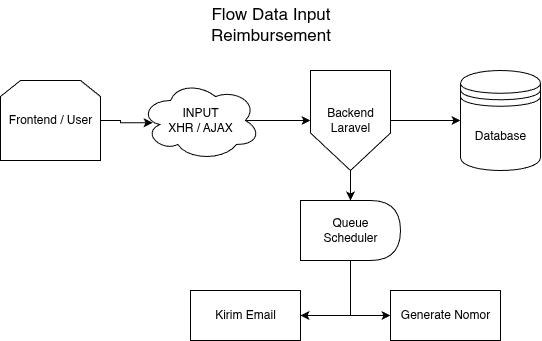 Flow Data Input
Reimbursement
Frontend / User
INPUT
XHR / AJAX
Backend
Laravel
Database
Queue
Scheduler
Kirim Email
Generate Nomor